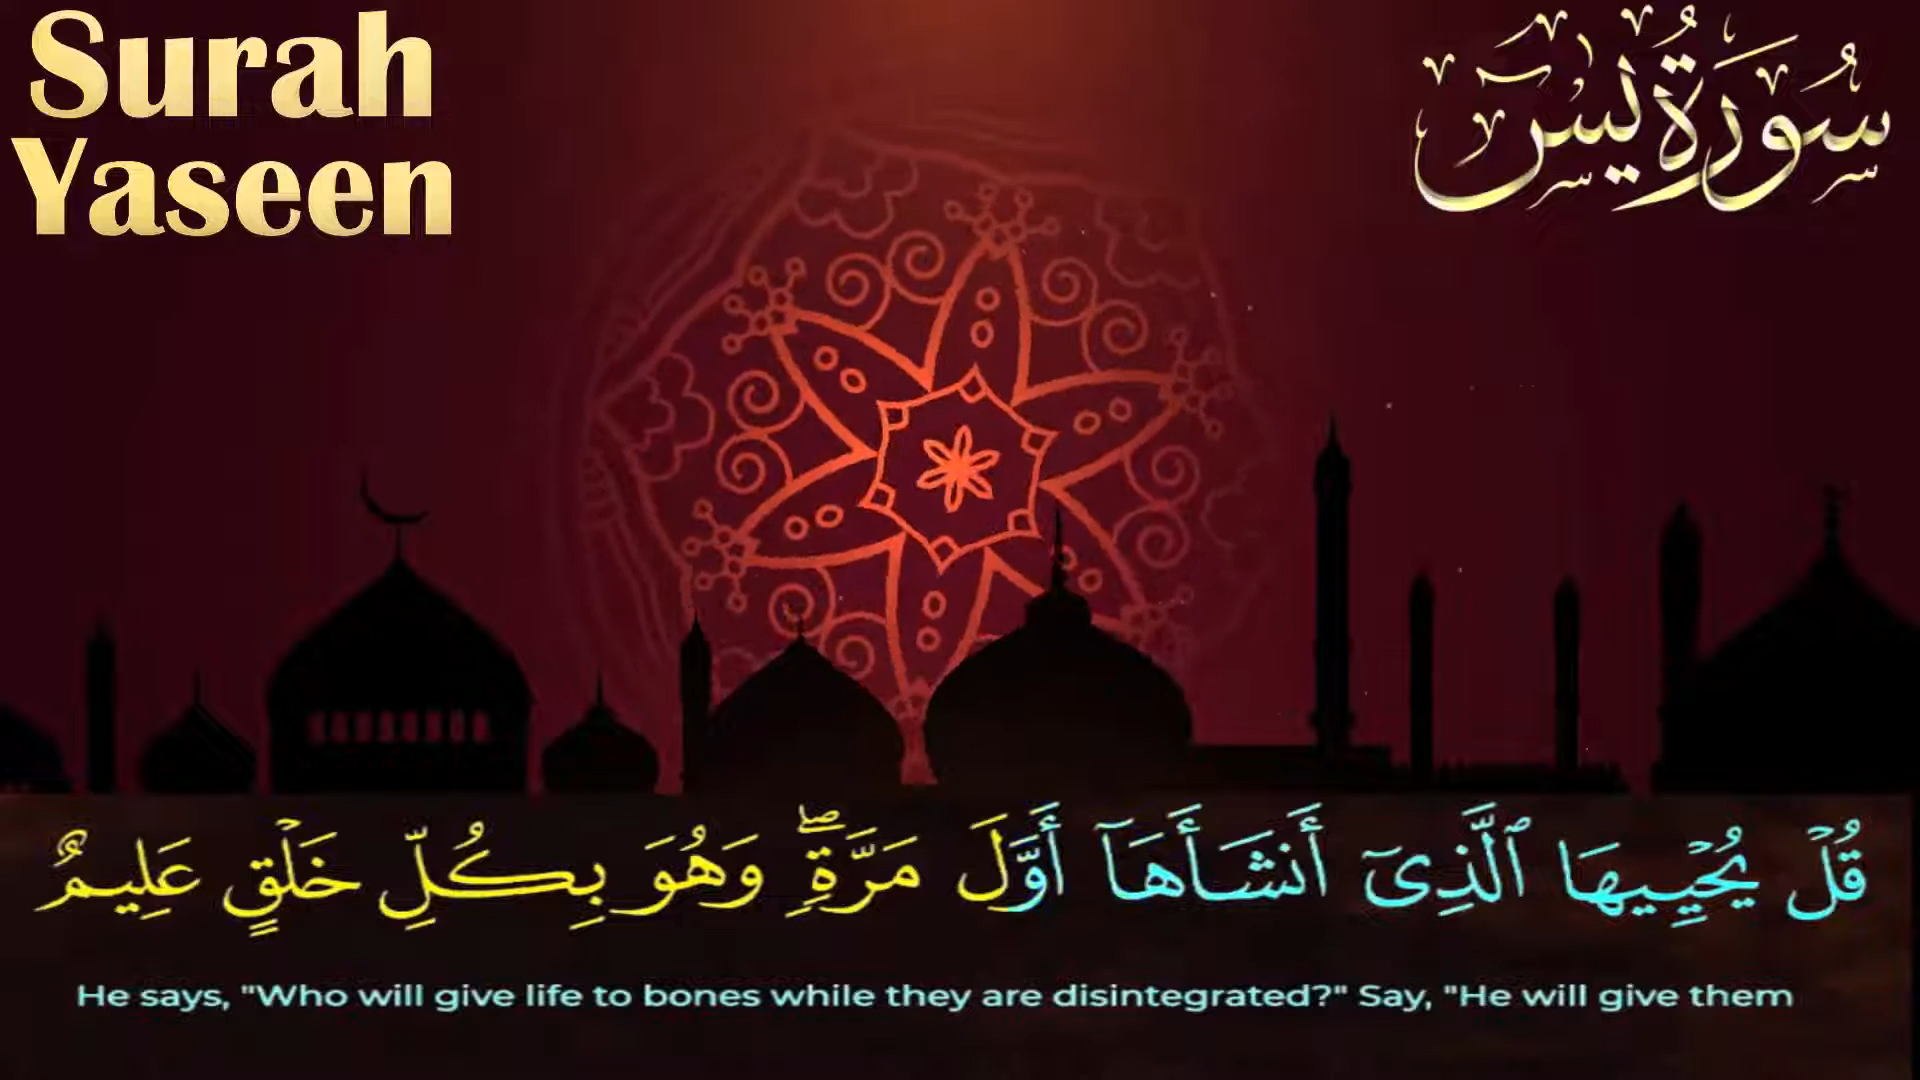 Surah
Yaseen
سُورَةُ يسٓ
قُلۡ يُحۡيِيهَا ٱلَّذِىٓ أَنشَأَهَآ أَوَّلَ مَرَّةٍۖ وَهُوَ بِكُلِّ خَلۡقٍ عَلِيمٌ
He says, "Who will give life to bones while they are disintegrated?" Say, "He will give them